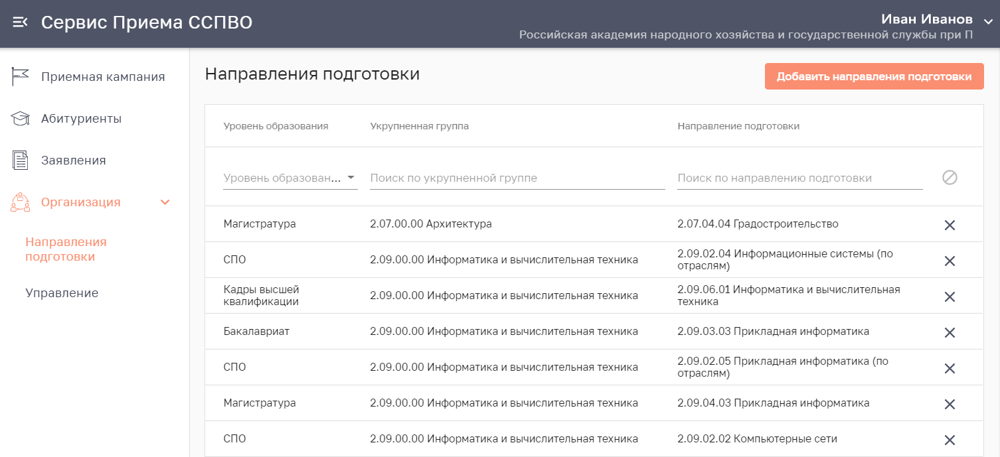 Сервис Приема ССПВО
Иван Иванов
Российская академия народного хозяйства и государственной службы при П
Приемная кампания
Абитуриенты
Заявления
Организация
Направления
подготовки
Управление
Направления подготовки
Добавить направления подготовки
Уровень образования Укрупненная группа Направление подготовки
Уровень образован... Поиск по укрупненной группе Поиск по направлению подготовки
Магистратура 2.07.00.00 Архитектура 2.07.04.04 Градостроительство
СПО 2.09.00.00 Информатика и вычислительная техника 2.09.02.04 Информационные системы (по
отраслям)
Кадры высшей
квалификации 2.09.00.00 Информатика и вычислительная техника 2.09.06.01 Информатика и вычислительная
техника
Бакалавриат 2.09.00.00 Информатика и вычислительная техника 2.09.03.03 Прикладная информатика
СПО 2.09.00.00 Информатика и вычислительная техника 2.09.02.05 Прикладная информатика (по
отраслям)
Магистратура 2.09.00.00 Информатика и вычислительная техника 2.09.04.03 Прикладная информатика
СПО 2.09.00.00 Информатика и вычислительная техника 2.09.02.02 Компьютерные сети